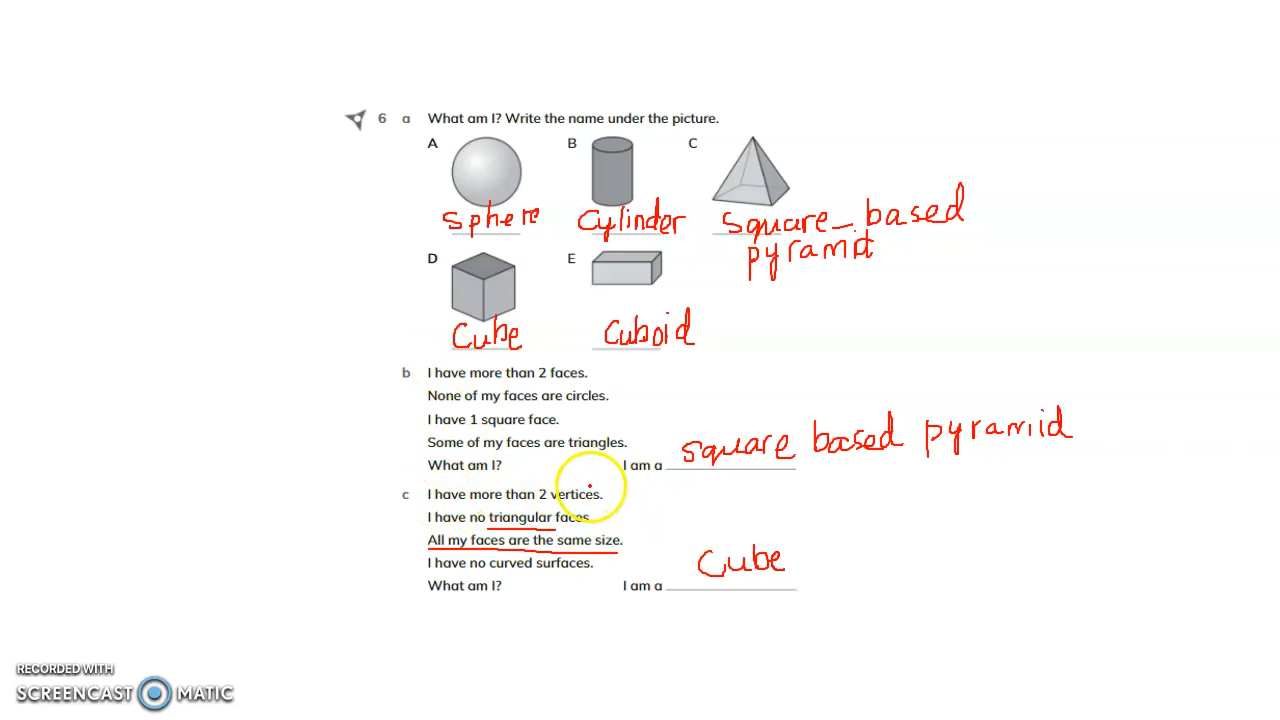 6 a What am I? Write the name under the picture.
A B C
sphere Cylinder square-based
pyramid
D E
Cube Cuboid
b I have more than 2 faces.
None of my faces are circles.
I have 1 square face.
Some of my faces are triangles.
What am I? I am a square based pyramid
c I have more than 2 vertices.
I have no triangular faces
All my faces are the same size.
I have no curved surfaces.
What am I? I am a Cube
RECORDED WITH
SCREENCAST MATIC